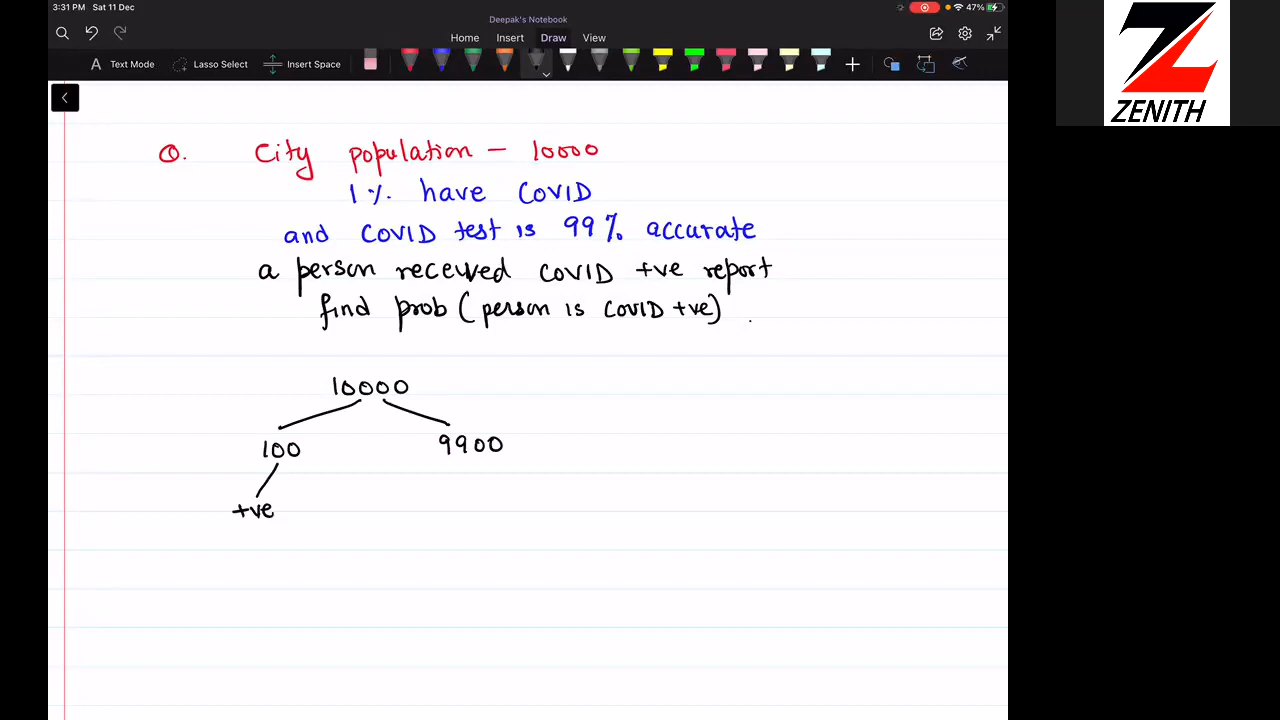 3:31 PM Sat 11 Dec
47%
Deepak's Notebook
Home Insert Draw View
Text Mode Lasso Select Insert Space
Q. City population - 10000
1% have COVID
and COVID test is 99% accurate
a person received COVID +ve report
find prob (person is COVID +ve)
10000
100 9900
+ve
ZENITH